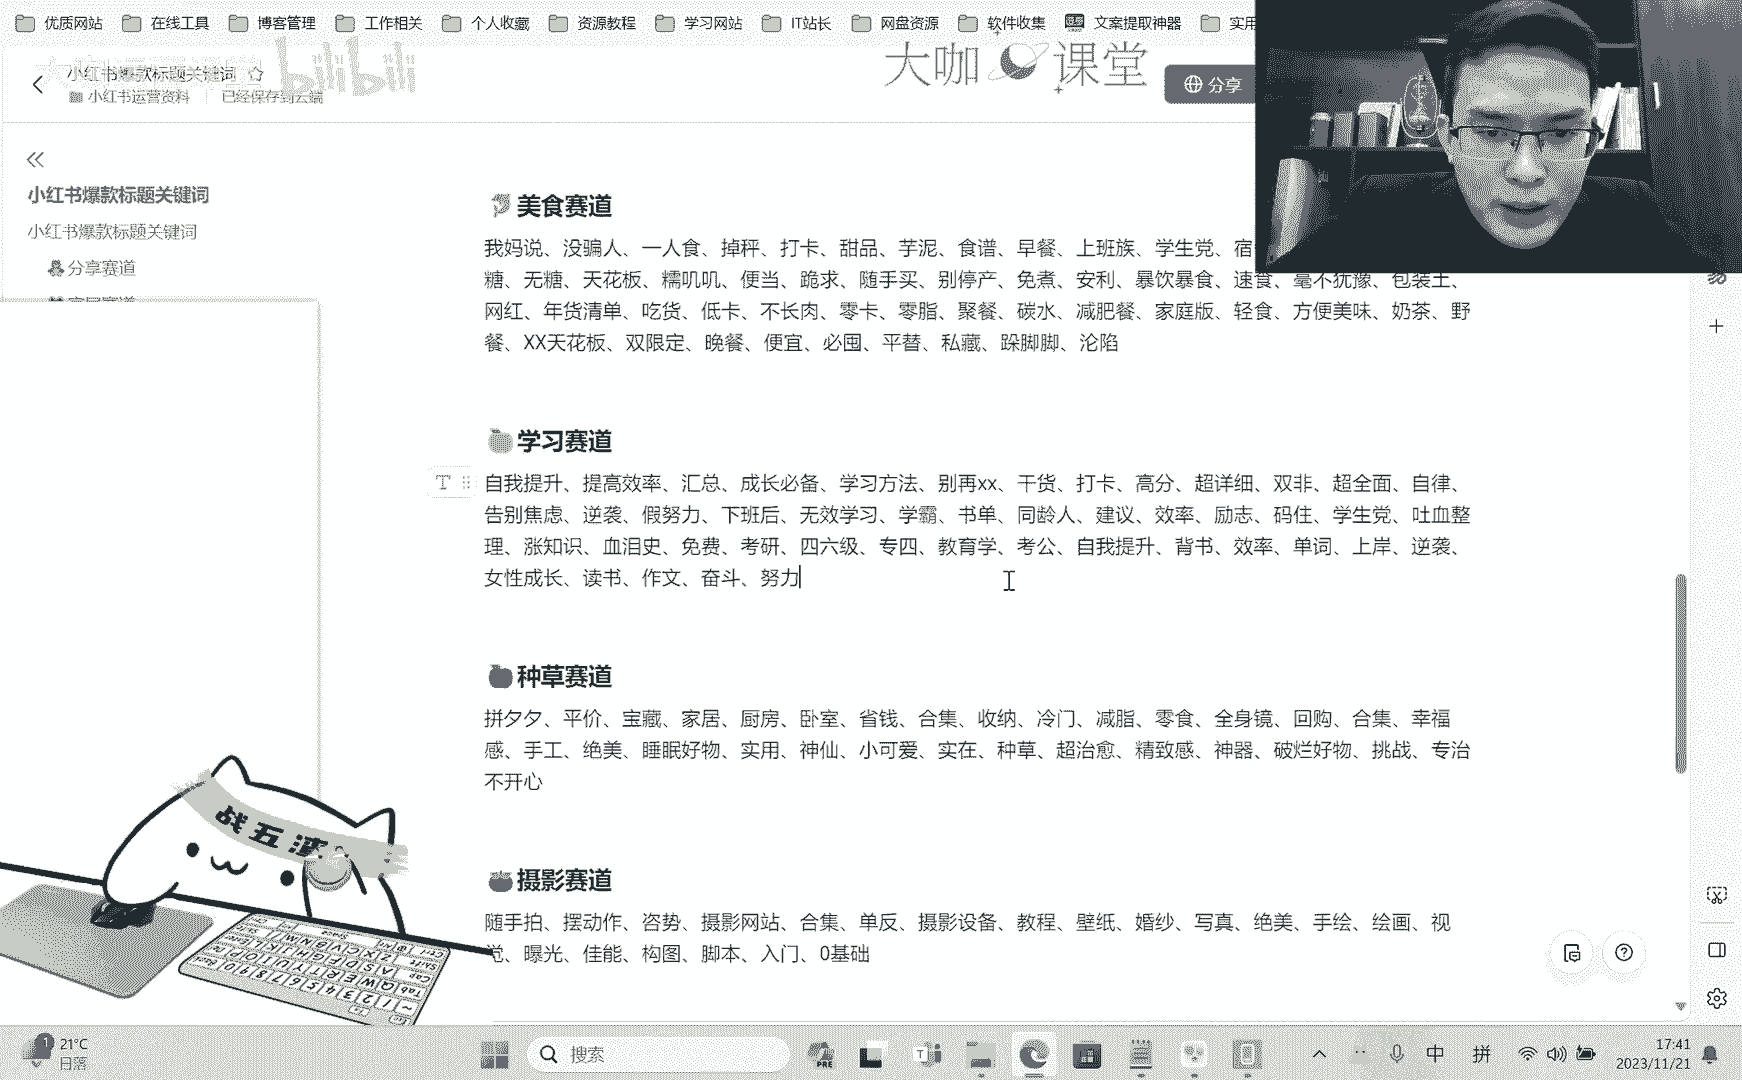 优质网站 在线工具 博客管理 工作相关 个人收藏 资源教程 学习网站 IT站长 网盘资源 软件收集 文案提取神器 实用
bilibili
大咖课堂
小红书爆款标题关键词
小红书运营资料 已经保存到云端
分享
小红书爆款标题关键词
小红书爆款标题关键词
分享赛道
美食赛道
我妈说、没骗人、一人食、掉秤、打卡、甜品、芋泥、食谱、早餐、上班族、学生党、宿
糖、无糖、天花板、糯叽叽、便当、跪求、随手买、别停产、免煮、安利、暴饮暴食、速食、毫不犹豫、包装土、
网红、年货清单、吃货、低卡、不长肉、零卡、零脂、聚餐、碳水、减肥餐、家庭版、轻食、方便美味、奶茶、野
餐、XX天花板、双限定、晚餐、便宜、必囤、平替、私藏、跺脚脚、沦陷
学习赛道
自我提升、提高效率、汇总、成长必备、学习方法、别再xx、干货、打卡、高分、超详细、双非、超全面、自律、
告别焦虑、逆袭、假努力、下班后、无效学习、学霸、书单、同龄人、建议、效率、励志、码住、学生党、吐血整
理、涨知识、血泪史、免费、考研、四六级、专四、教育学、考公、自我提升、背书、效率、单词、上岸、逆袭、
女性成长、读书、作文、奋斗、努力
种草赛道
拼夕夕、平价、宝藏、家居、厨房、卧室、省钱、合集、收纳、冷门、减脂、零食、全身镜、回购、合集、幸福
感、手工、绝美、睡眠好物、实用、神仙、小可爱、实在、种草、超治愈、精致感、神器、破烂好物、挑战、专治
不开心
战五渣
摄影赛道
随手拍、摆动作、咨势、摄影网站、合集、单反、摄影设备、教程、壁纸、婚纱、写真、绝美、手绘、绘画、视
觉、曝光、佳能、构图、脚本、入门、0基础
21°C
日落
搜索
中 拼
17:41
2023/11/21